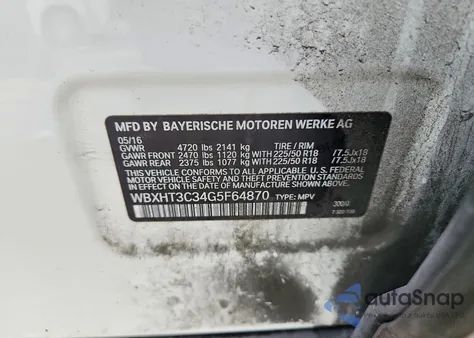 MFD BY BAYERISCHE MOTOREN WERKE AG
05/16 TIRE / RIM
GVWR 4720 lbs 2141 kg
GAWR FRONT 2470 lbs 1120 kg WITH 225/50 R18 /7.5Jx18
GAWR REAR 2375 lbs 1077 kg WITH 225/50 R18 /7.5Jx18
THIS VEHICLE CONFORMS TO ALL APPLICABLE
FEDERAL MOTOR VEHICLE SAFETY, BUMPER
AND THEFT PREVENTION STANDARDS IN EFFECT
ON THE DATE OF MANUFACTURE SHOWN ABOVE.
WBXHT3C34G5F64870 TYPE: MPV
autoSnap